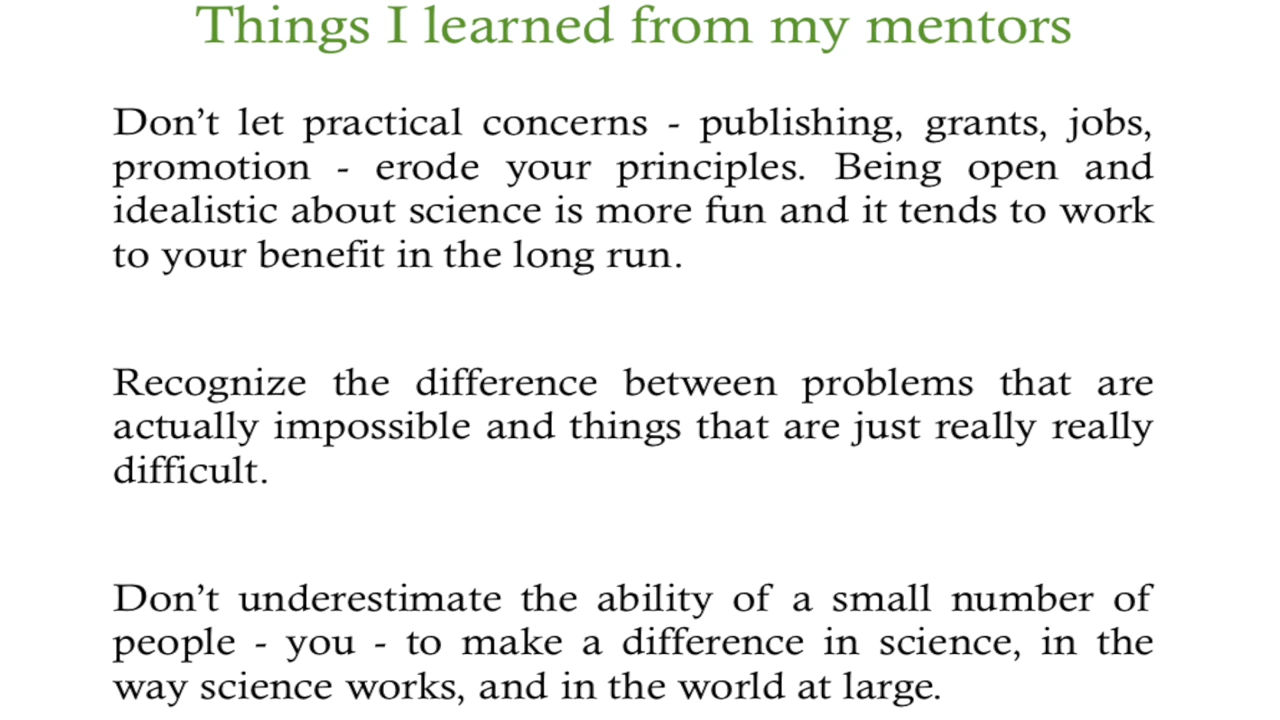 Things I learned from my mentors
Don’t let practical concerns - publishing, grants, jobs,
promotion - erode your principles. Being open and
idealistic about science is more fun and it tends to work
to your benefit in the long run.
Recognize the difference between problems that are
actually impossible and things that are just really really
difficult.
Don’t underestimate the ability of a small number of
people - you - to make a difference in science, in the
way science works, and in the world at large.